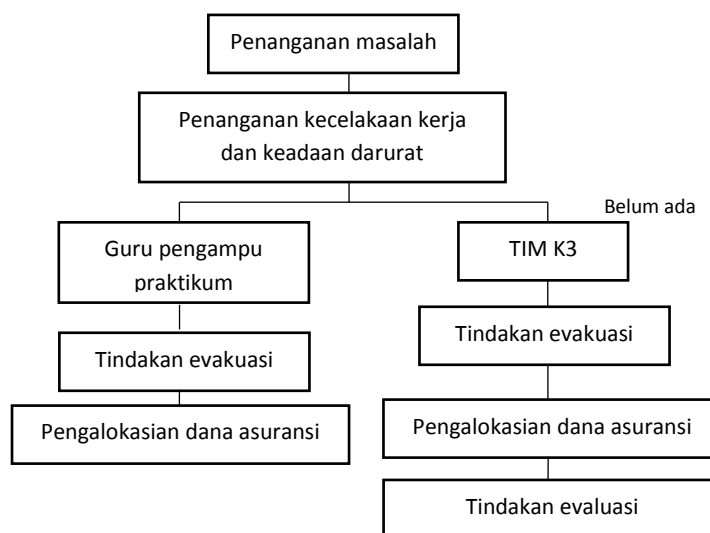 Penanganan masalah
Penanganan kecelakaan kerja
dan keadaan darurat
Belum ada
Guru pengampu
praktikum
TIM K3
Tindakan evakuasi
Tindakan evakuasi
Pengalokasian dana asuransi
Pengalokasian dana asuransi
Tindakan evaluasi